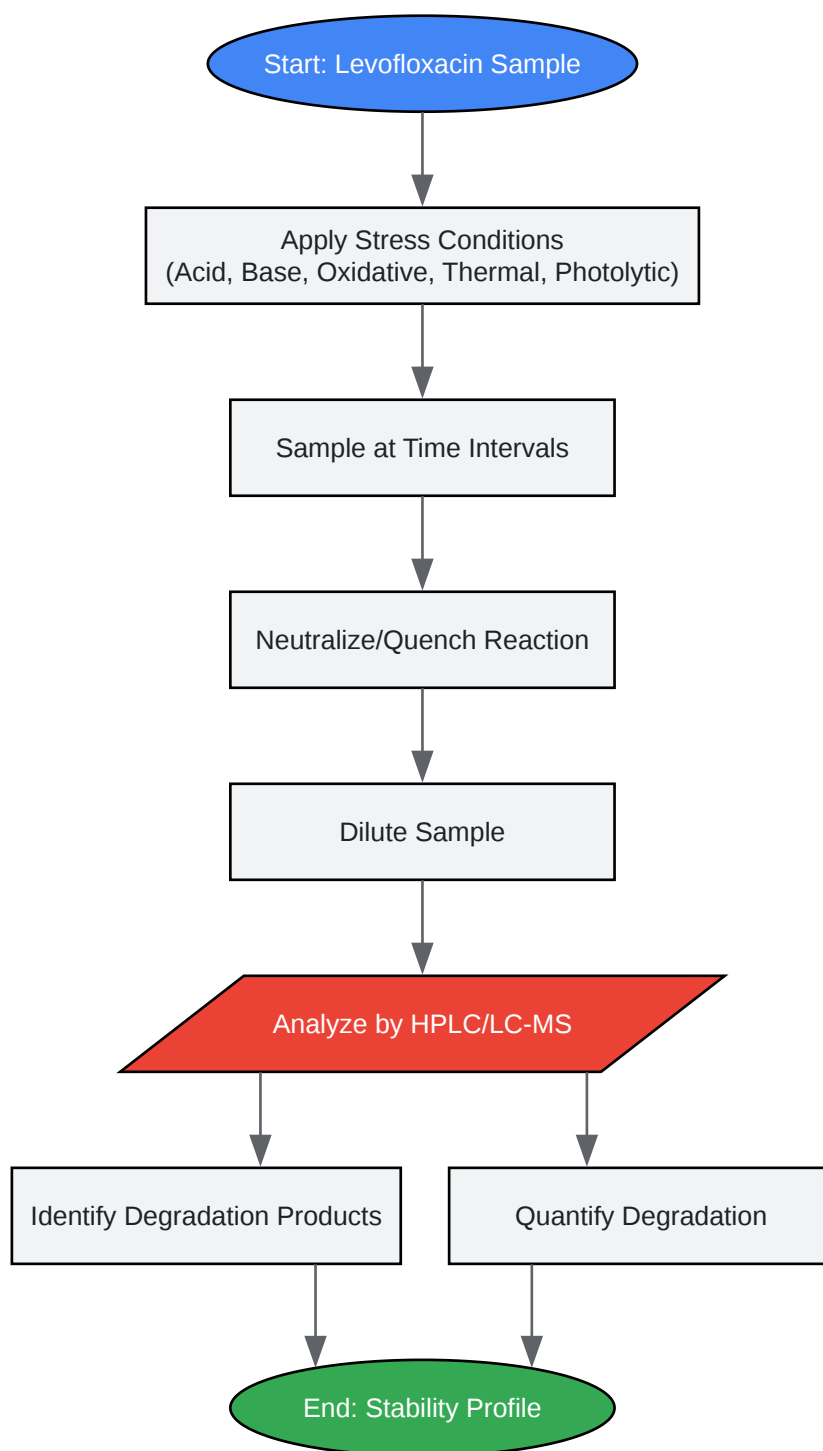 Start: Levofloxacin Sample
Apply Stress Conditions
(Acid, Base, Oxidative, Thermal, Photolytic)
Sample at Time Intervals
Neutralize/Quench Reaction
Dilute Sample
Analyze by HPLC/LC-MS
Identify Degradation Products
Quantify Degradation
End: Stability Profile